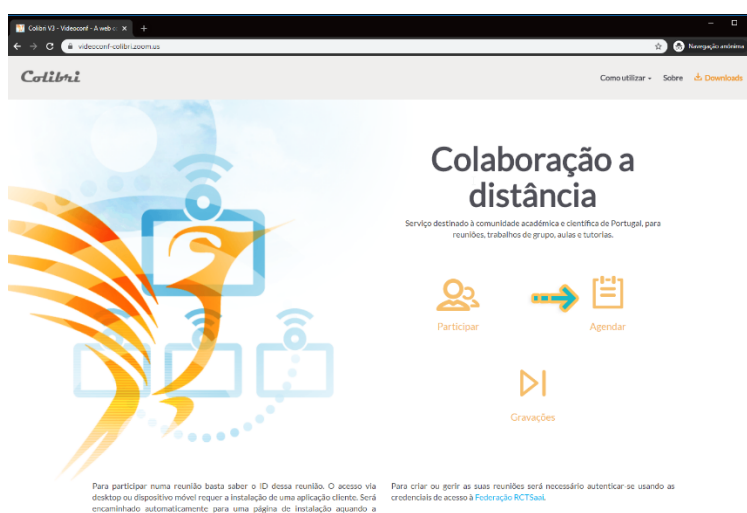 Colibri V3 - Videoconf - A web c
videoconf-colibri.zoom.us
Navegação anónima
Colibri
Como utilizar
Sobre
Downloads
Colaboração a
distância
Serviço destinado à comunidade académica e científica de Portugal, para
reuniões, trabalhos de grupo, aulas e tutorias.
Participar
Agendar
Gravações
Para participar numa reunião basta saber o ID dessa reunião. O acesso via
desktop ou dispositivo móvel requer a instalação de uma aplicação cliente. Será
encaminhado automaticamente para uma página de instalação aquando a
Para criar ou gerir as suas reuniões será necessário autenticar-se usando as
credenciais de acesso à Federação RCTSaai.